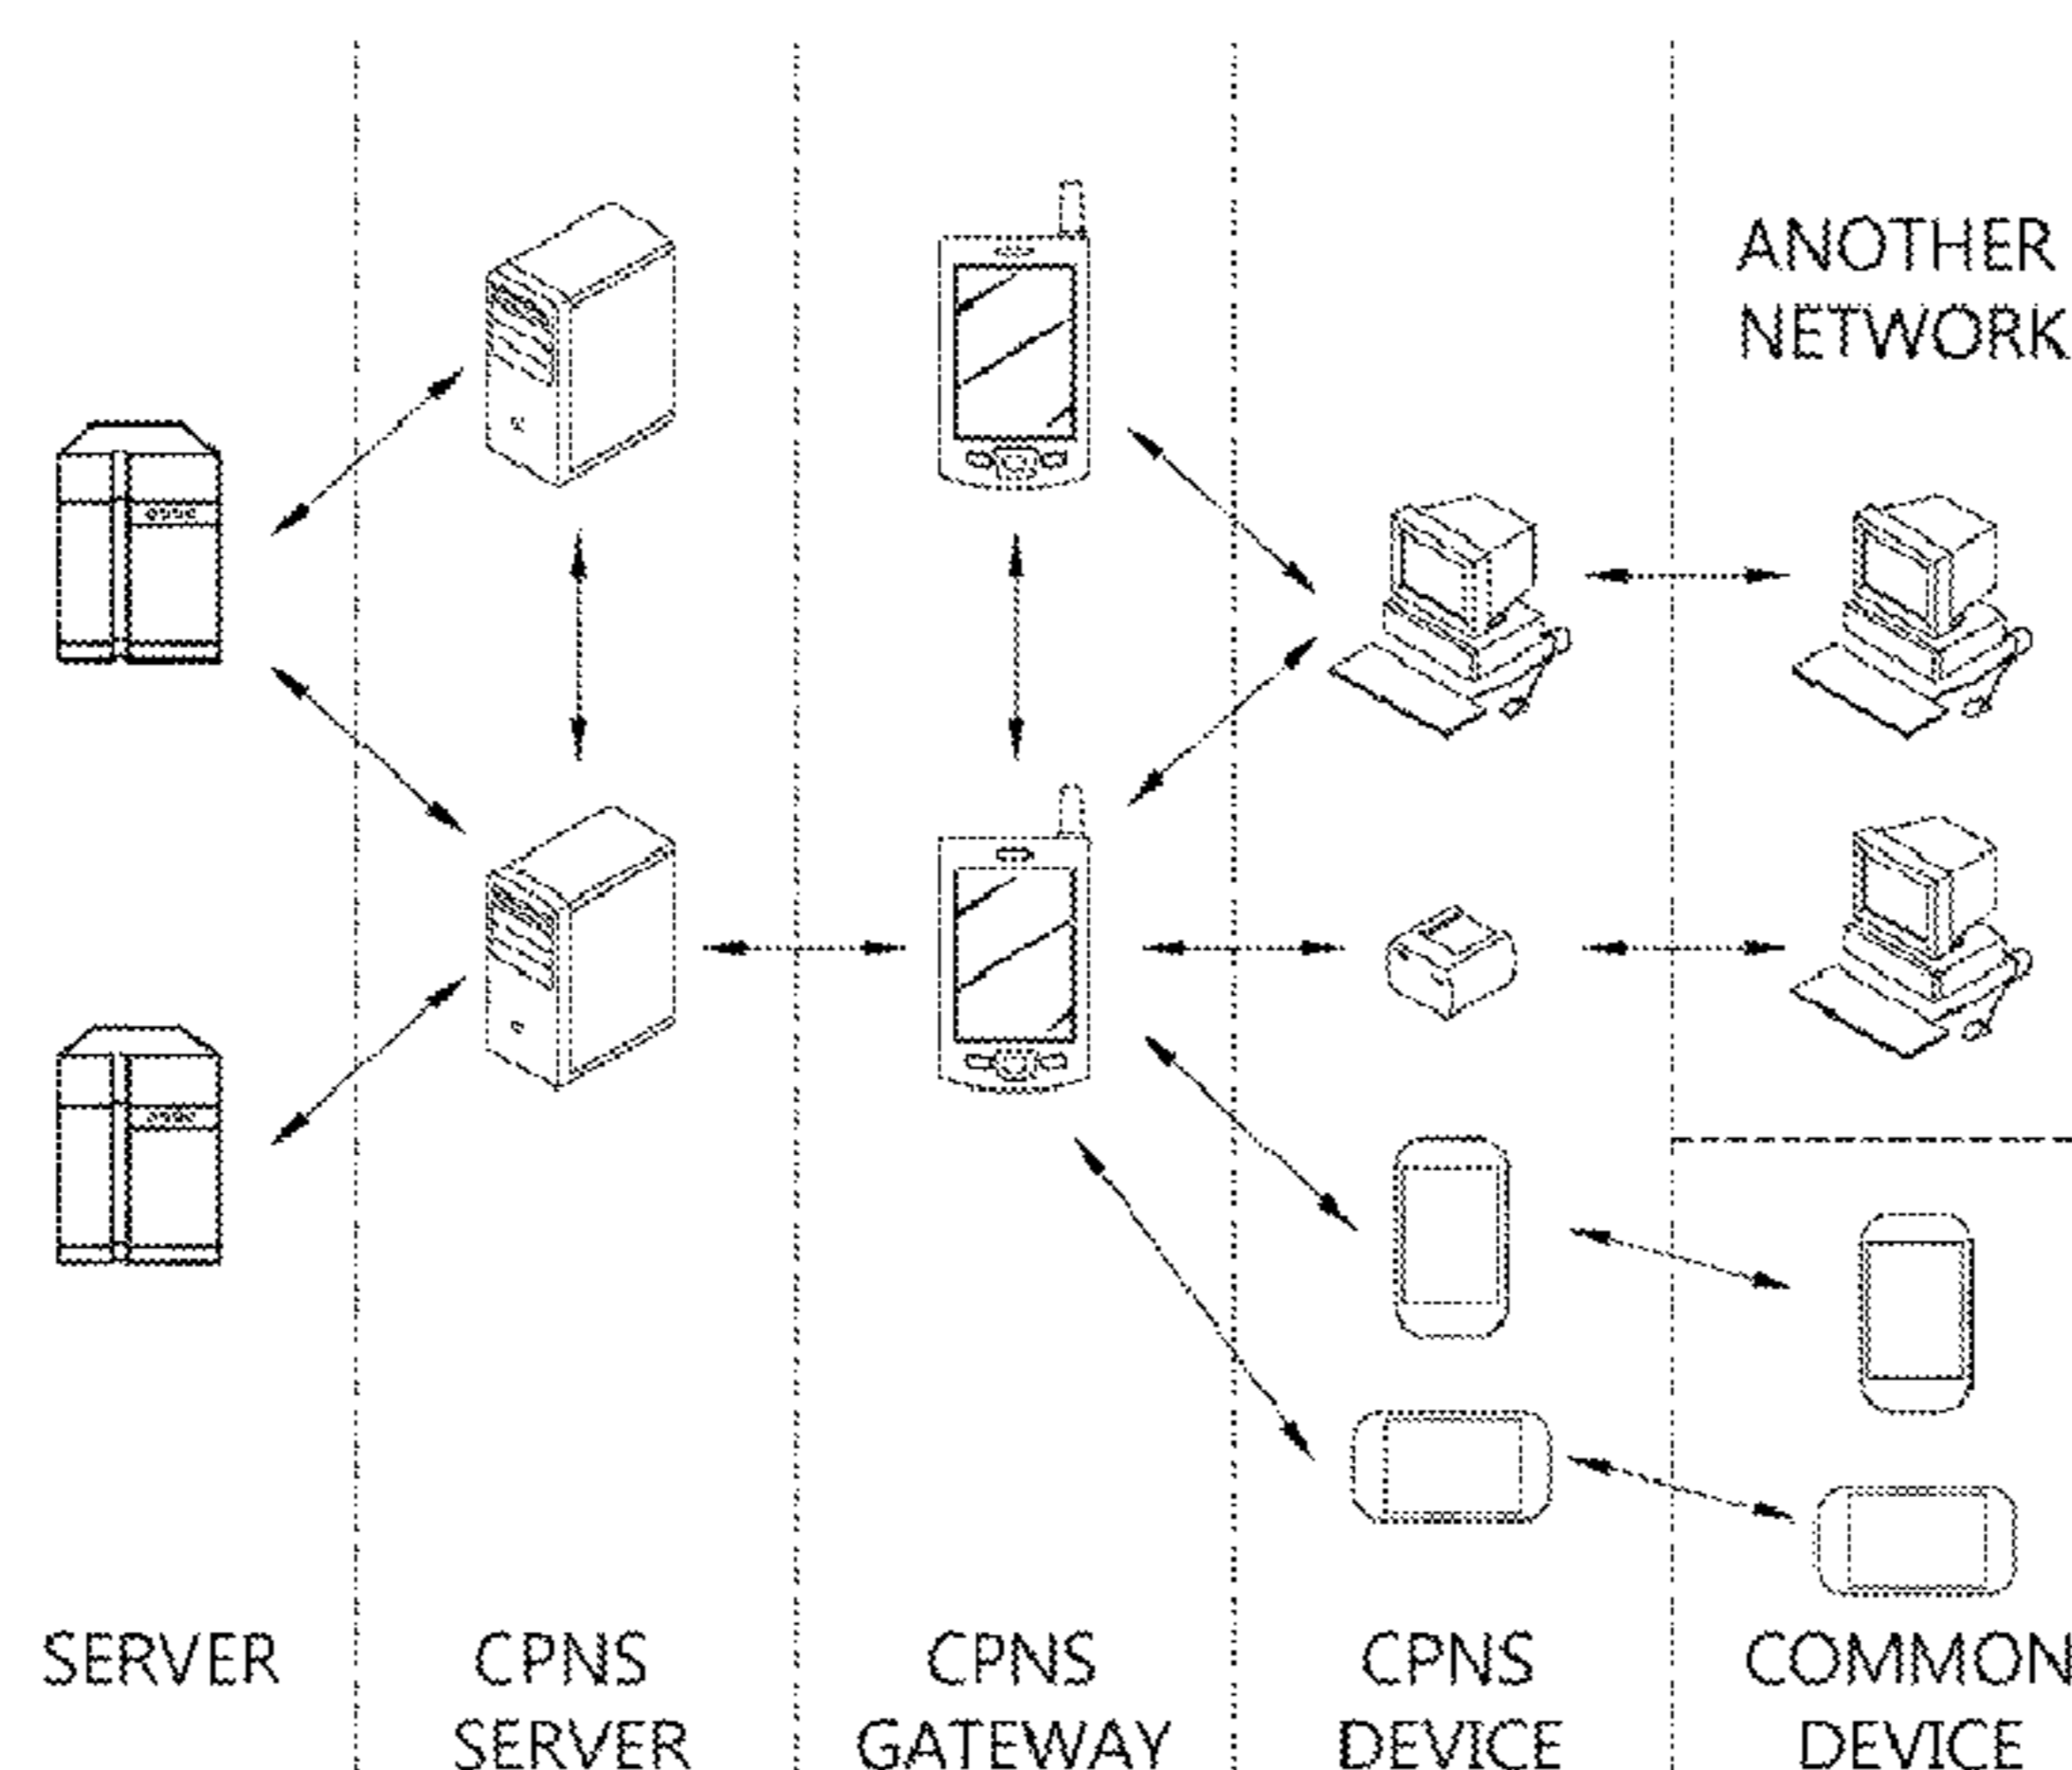 ANOTHER
NETWORK
SERVER
CPNS
SERVER
CPNS
GATEWAY
CPNS
DEVICE
COMMON
DEVICE